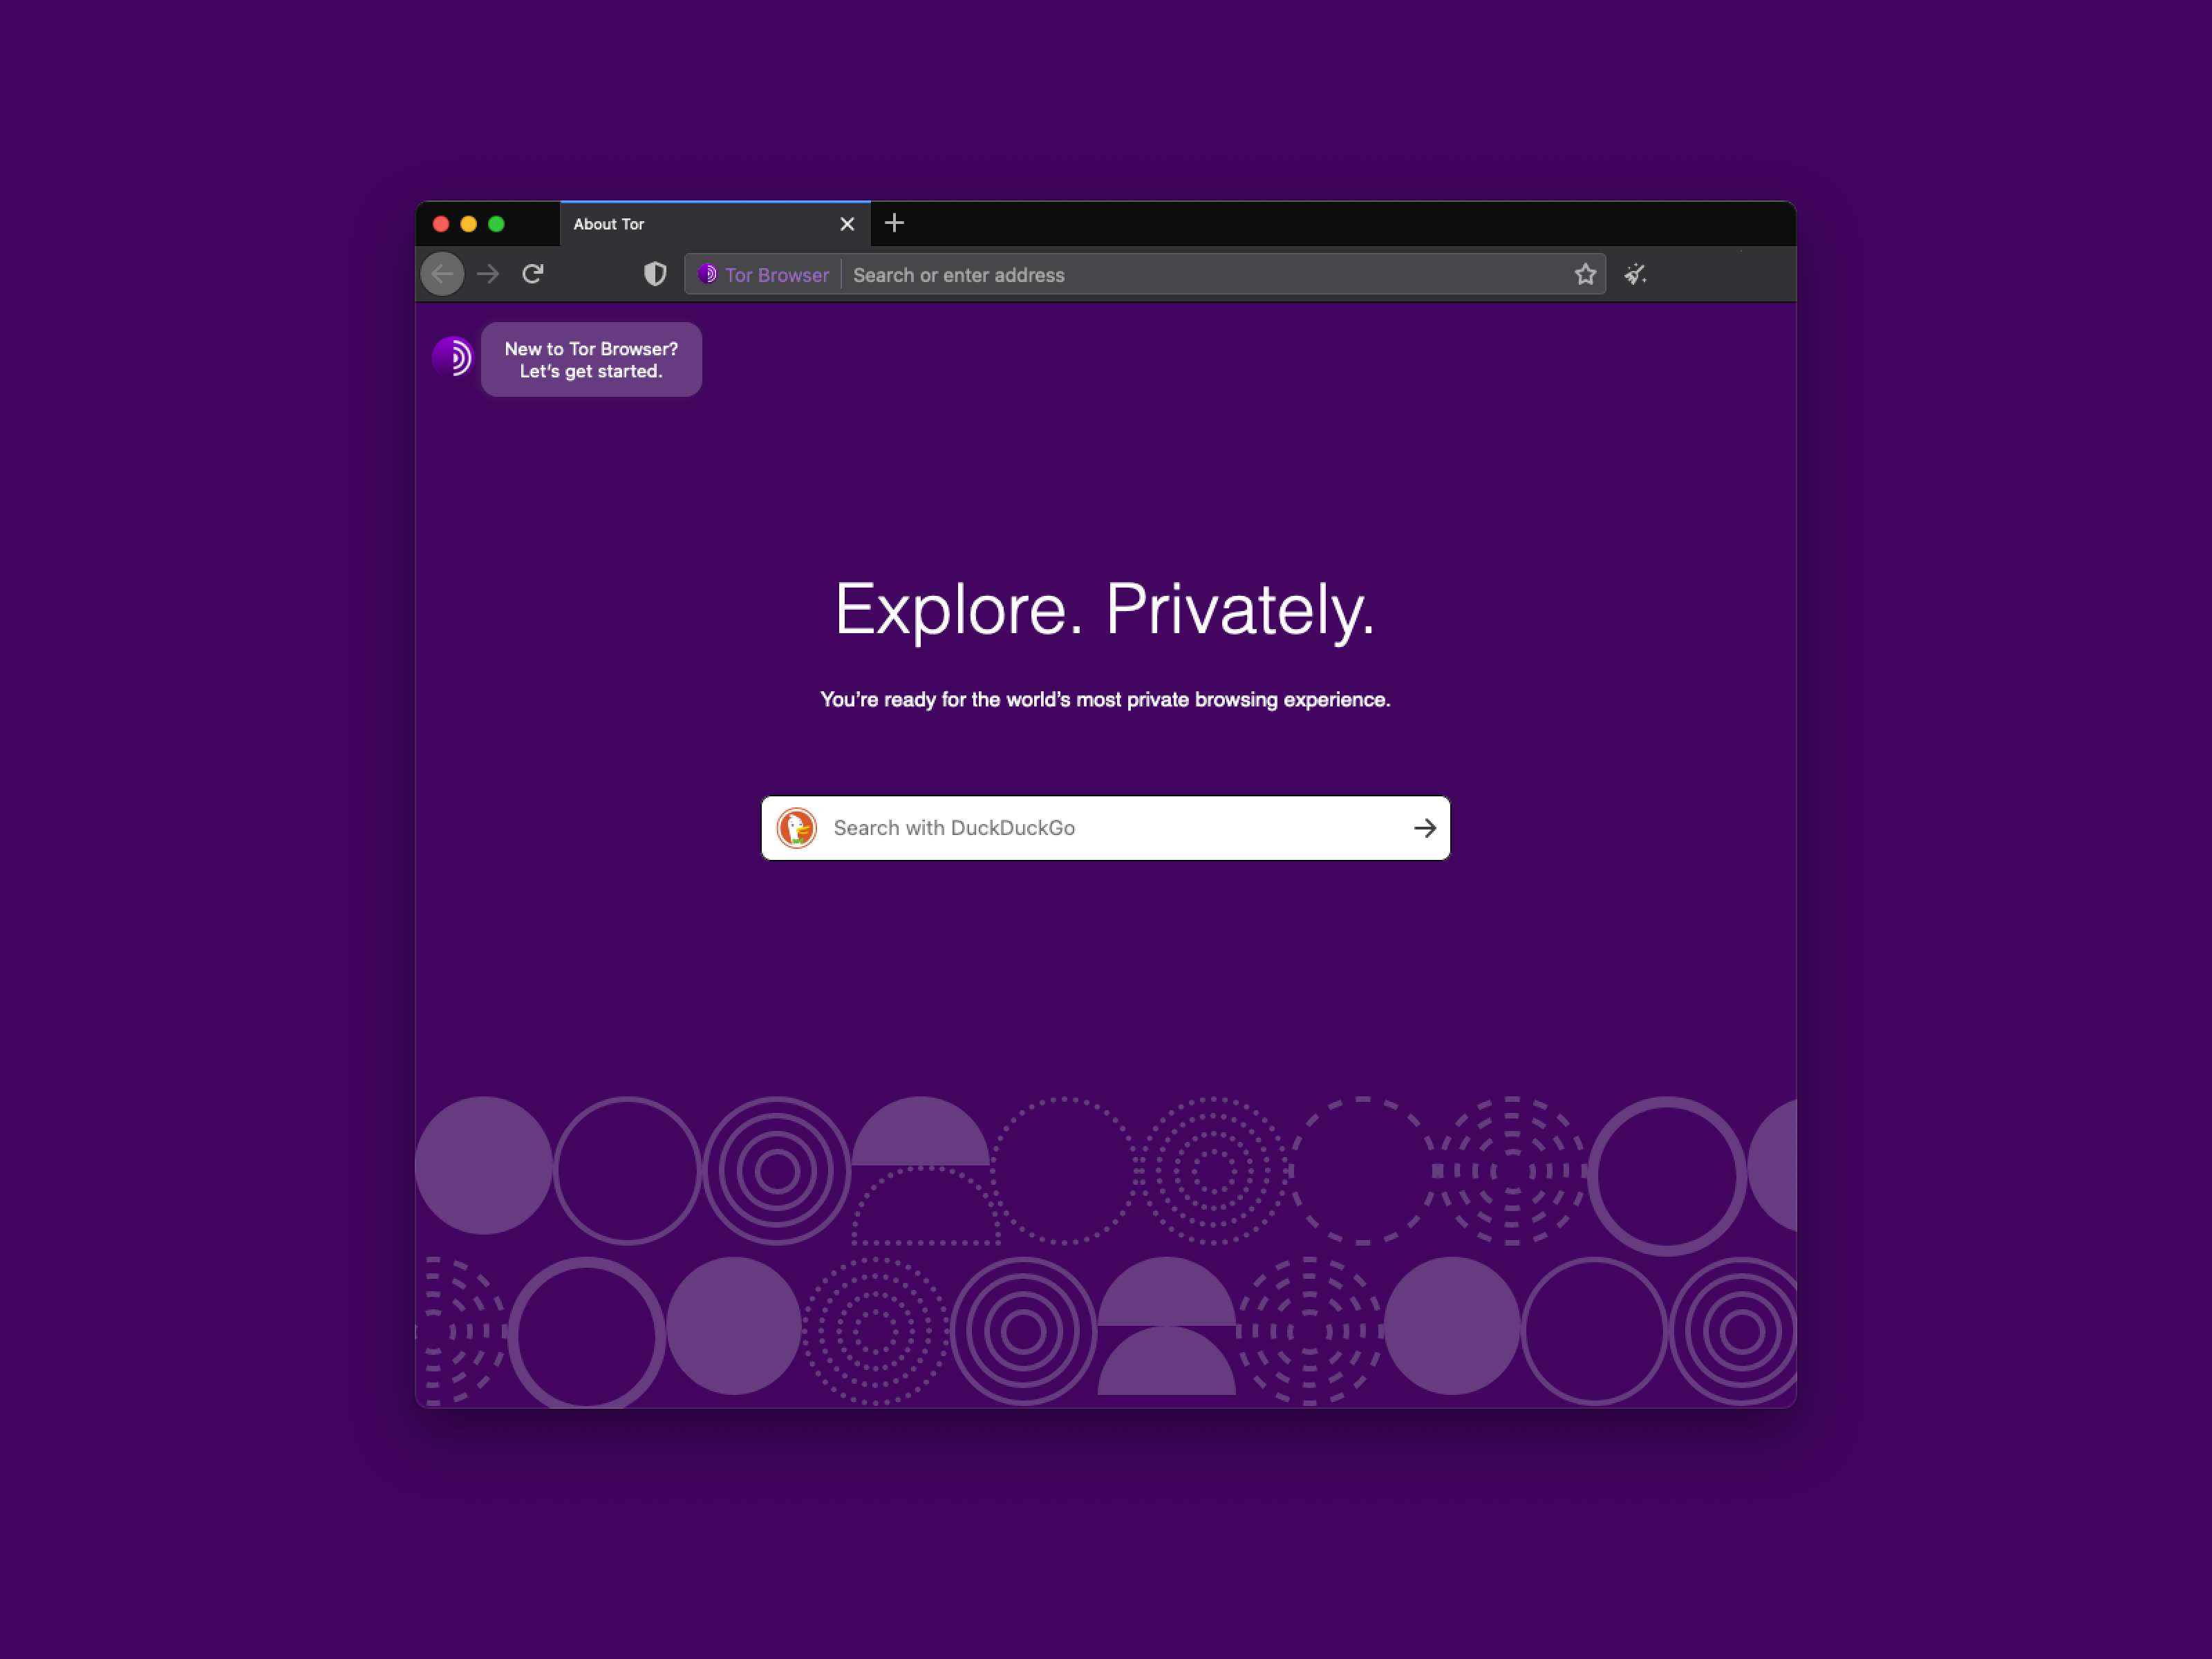 About Tor
Tor Browser
Search or enter address
New to Tor Browser?
Let’s get started.
Explore. Privately.
You’re ready for the world’s most private browsing experience.
Search with DuckDuckGo